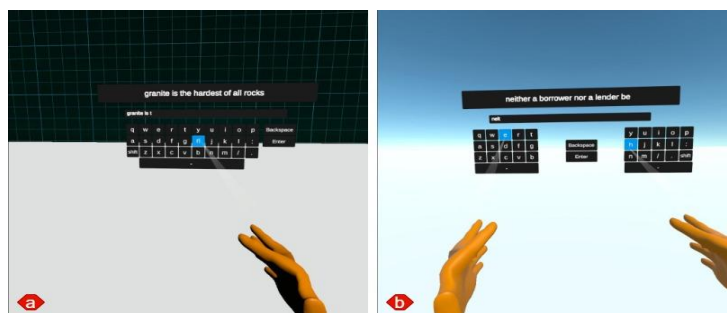 granite is the hardest of all rocks
granite is t
q w e r t y u i o p Backspace
a s d f g h j k l : Enter
shift z x c v b n m / .
-
a
neither a borrower nor a lender be
neit
q w e r t
a s d f g
z x c v b
-
Backspace
Enter
y u i o p
h j k l :
n m / . shift
-
b